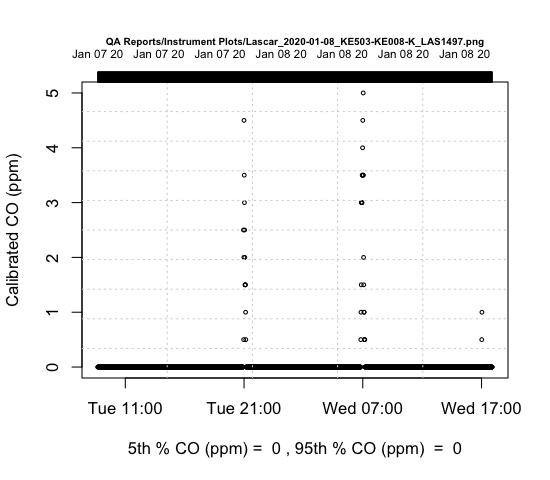 QA Reports/Instrument Plots/Lascar_2020-01-08_KE503-KE008-K_LAS1497.png
Jan 07 20 Jan 07 20 Jan 07 20 Jan 08 20 Jan 08 20 Jan 08 20 Jan 08 20
Calibrated CO (ppm)
5
4
3
2
1
0
Tue 11:00 Tue 21:00 Wed 07:00 Wed 17:00
5th % CO (ppm) = 0 , 95th % CO (ppm) = 0